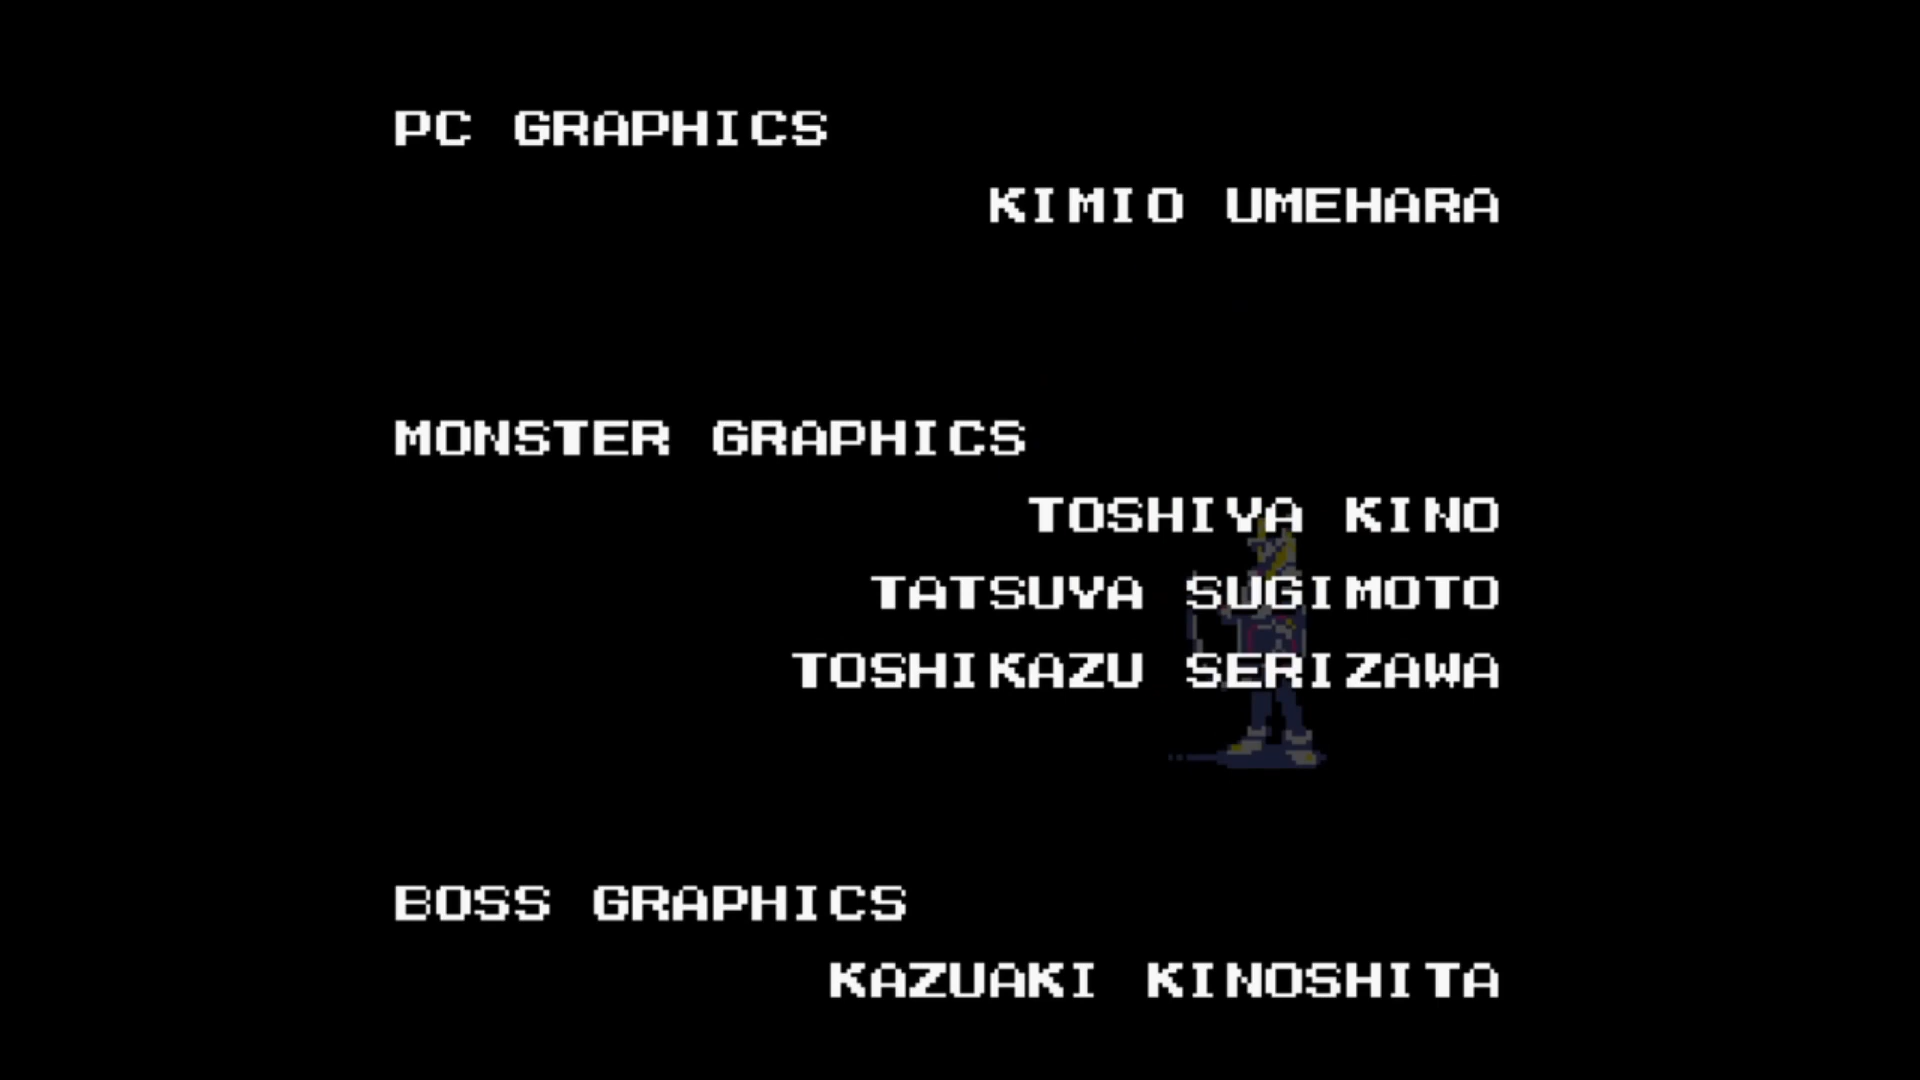 PC GRAPHICS
KIMIO UMEHARA
MONSTER GRAPHICS
TOSHIYA KINO
TATSUYA SUGIMOTO
TOSHIKAZU SERIZAWA
BOSS GRAPHICS
KAZUAKI KINOSHITA